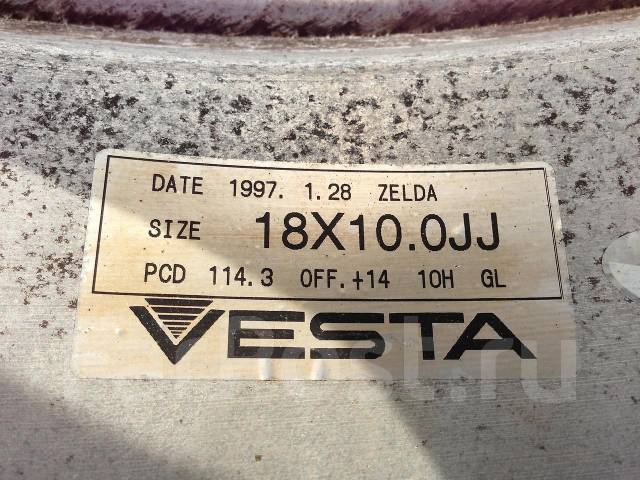 DATE 1997. 1.28 ZELDA
SIZE 18X10.0JJ
PCD 114.3 OFF.+14 10H GL
VESTA